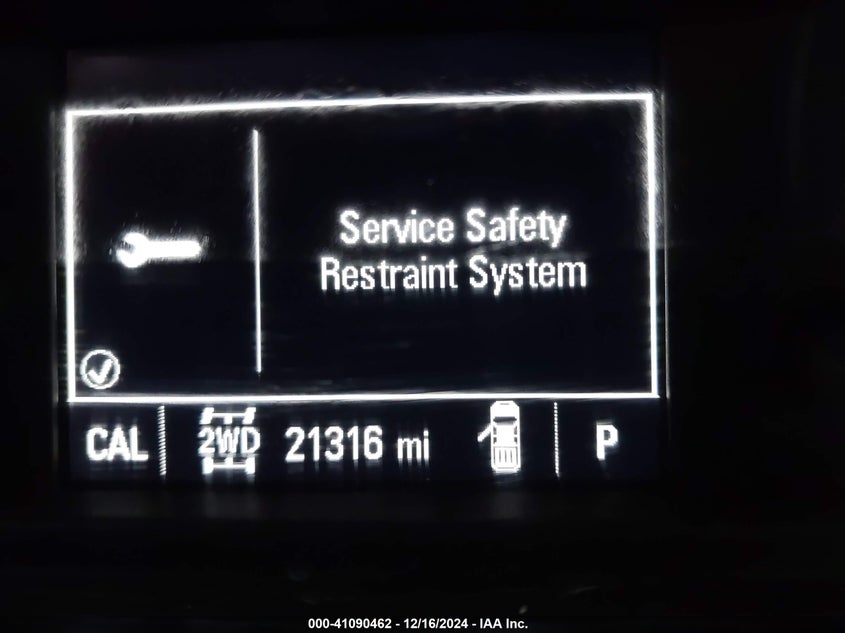 Service Safety
Restraint System
CAL 2WD 21316 mi P
000-41090462 - 12/16/2024 - IAA Inc.